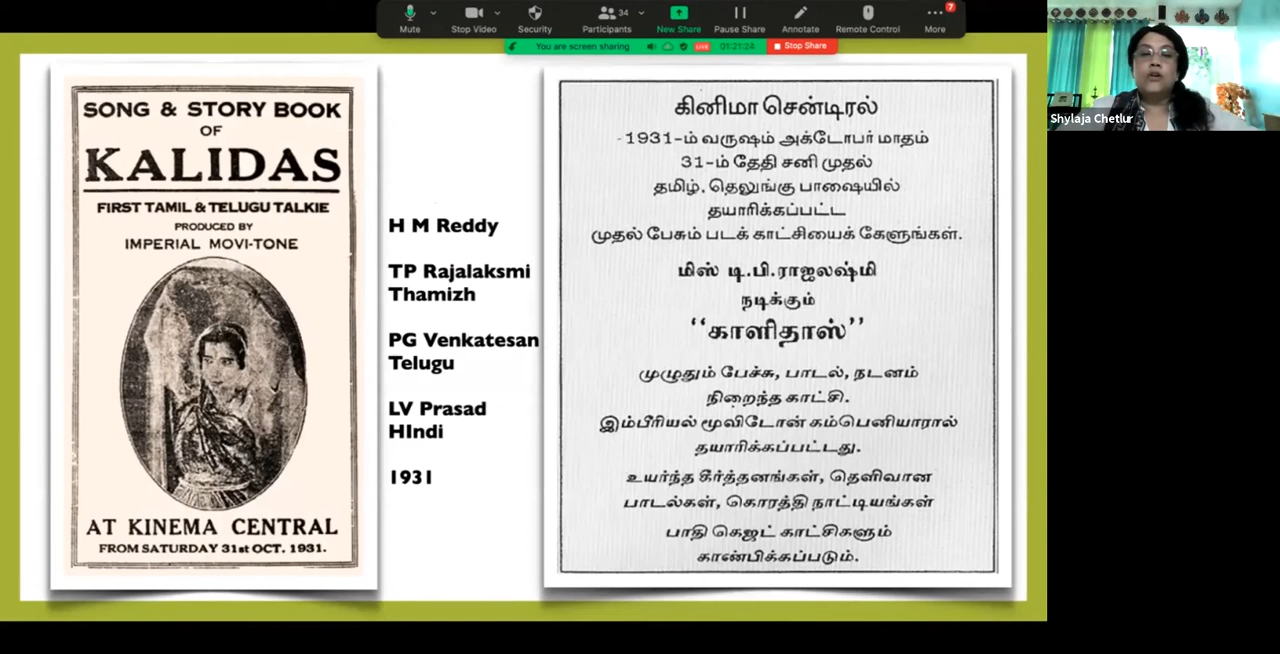 Mute
Stop Video
Security
34
Participants
New Share
Pause Share
Annotate
Remote Control
7
More
You are screen sharing
LIVE
01:21:24
Stop Share
Shylaja Chetlur
SONG & STORY BOOK
OF
KALIDAS
FIRST TAMIL & TELUGU TALKIE
PRODUCED BY
IMPERIAL MOVI-TONE
AT KINEMA CENTRAL
FROM SATURDAY 31st OCT. 1931.
H M Reddy
TP Rajalaksmi
Thamizh
PG Venkatesan
Telugu
LV Prasad
HIndi
1931
கினிமா சென்டிரல்
1931-ம் வருஷம் அக்டோபர் மாதம்
31-ம் தேதி சனி முதல்
தமிழ், தெலுங்கு பாஷையில்
தயாரிக்கப்பட்ட
முதல் பேசும் படக் காட்சியைக் கேளுங்கள்.
மிஸ் டி.பி.ராஜலஷ்மி
நடிக்கும்
“காளிதாஸ்”
முழுதும் பேச்சு, பாடல், நடனம்
நிறைந்த காட்சி.
இம்பீரியல் மூவிடோன் கம்பெனியாரால்
தயாரிக்கப்பட்டது.
உயர்ந்த கீர்த்தனங்கள், தெளிவான
பாடல்கள், கொரத்தி நாட்டியங்கள்
பாதி கெஜட் காட்சிகளும்
காண்பிக்கப்படும்.